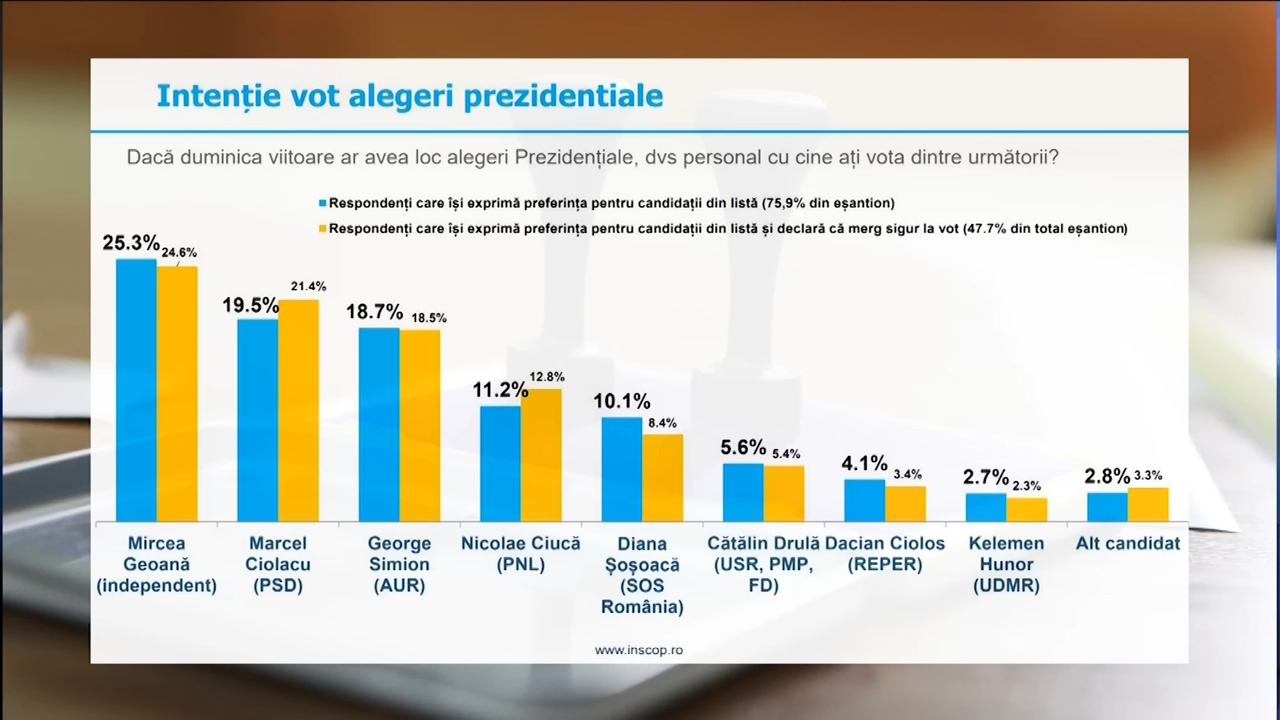 Intenție vot alegeri prezidentiale
Dacă duminica viitoare ar avea loc alegeri Prezidențiale, dvs personal cu cine ați vota dintre următorii?
Respondenți care își exprimă preferința pentru candidații din listă (75,9% din eșantion)
Respondenți care își exprimă preferința pentru candidații din listă și declară că merg sigur la vot (47.7% din total eșantion)
25.3% 24.6%
19.5% 21.4%
18.7% 18.5%
11.2% 12.8%
10.1% 8.4%
5.6% 5.4%
4.1% 3.4%
2.7% 2.3%
2.8% 3.3%
Mircea
Geoană
(independent)
Marcel
Ciolacu
(PSD)
George
Simion
(AUR)
Nicolae Ciucă
(PNL)
Diana
Șoșoacă
(SOS
România)
Cătălin Drulă
(USR, PMP,
FD)
Dacian Ciolos
(REPER)
Kelemen
Hunor
(UDMR)
Alt candidat
www.inscop.ro